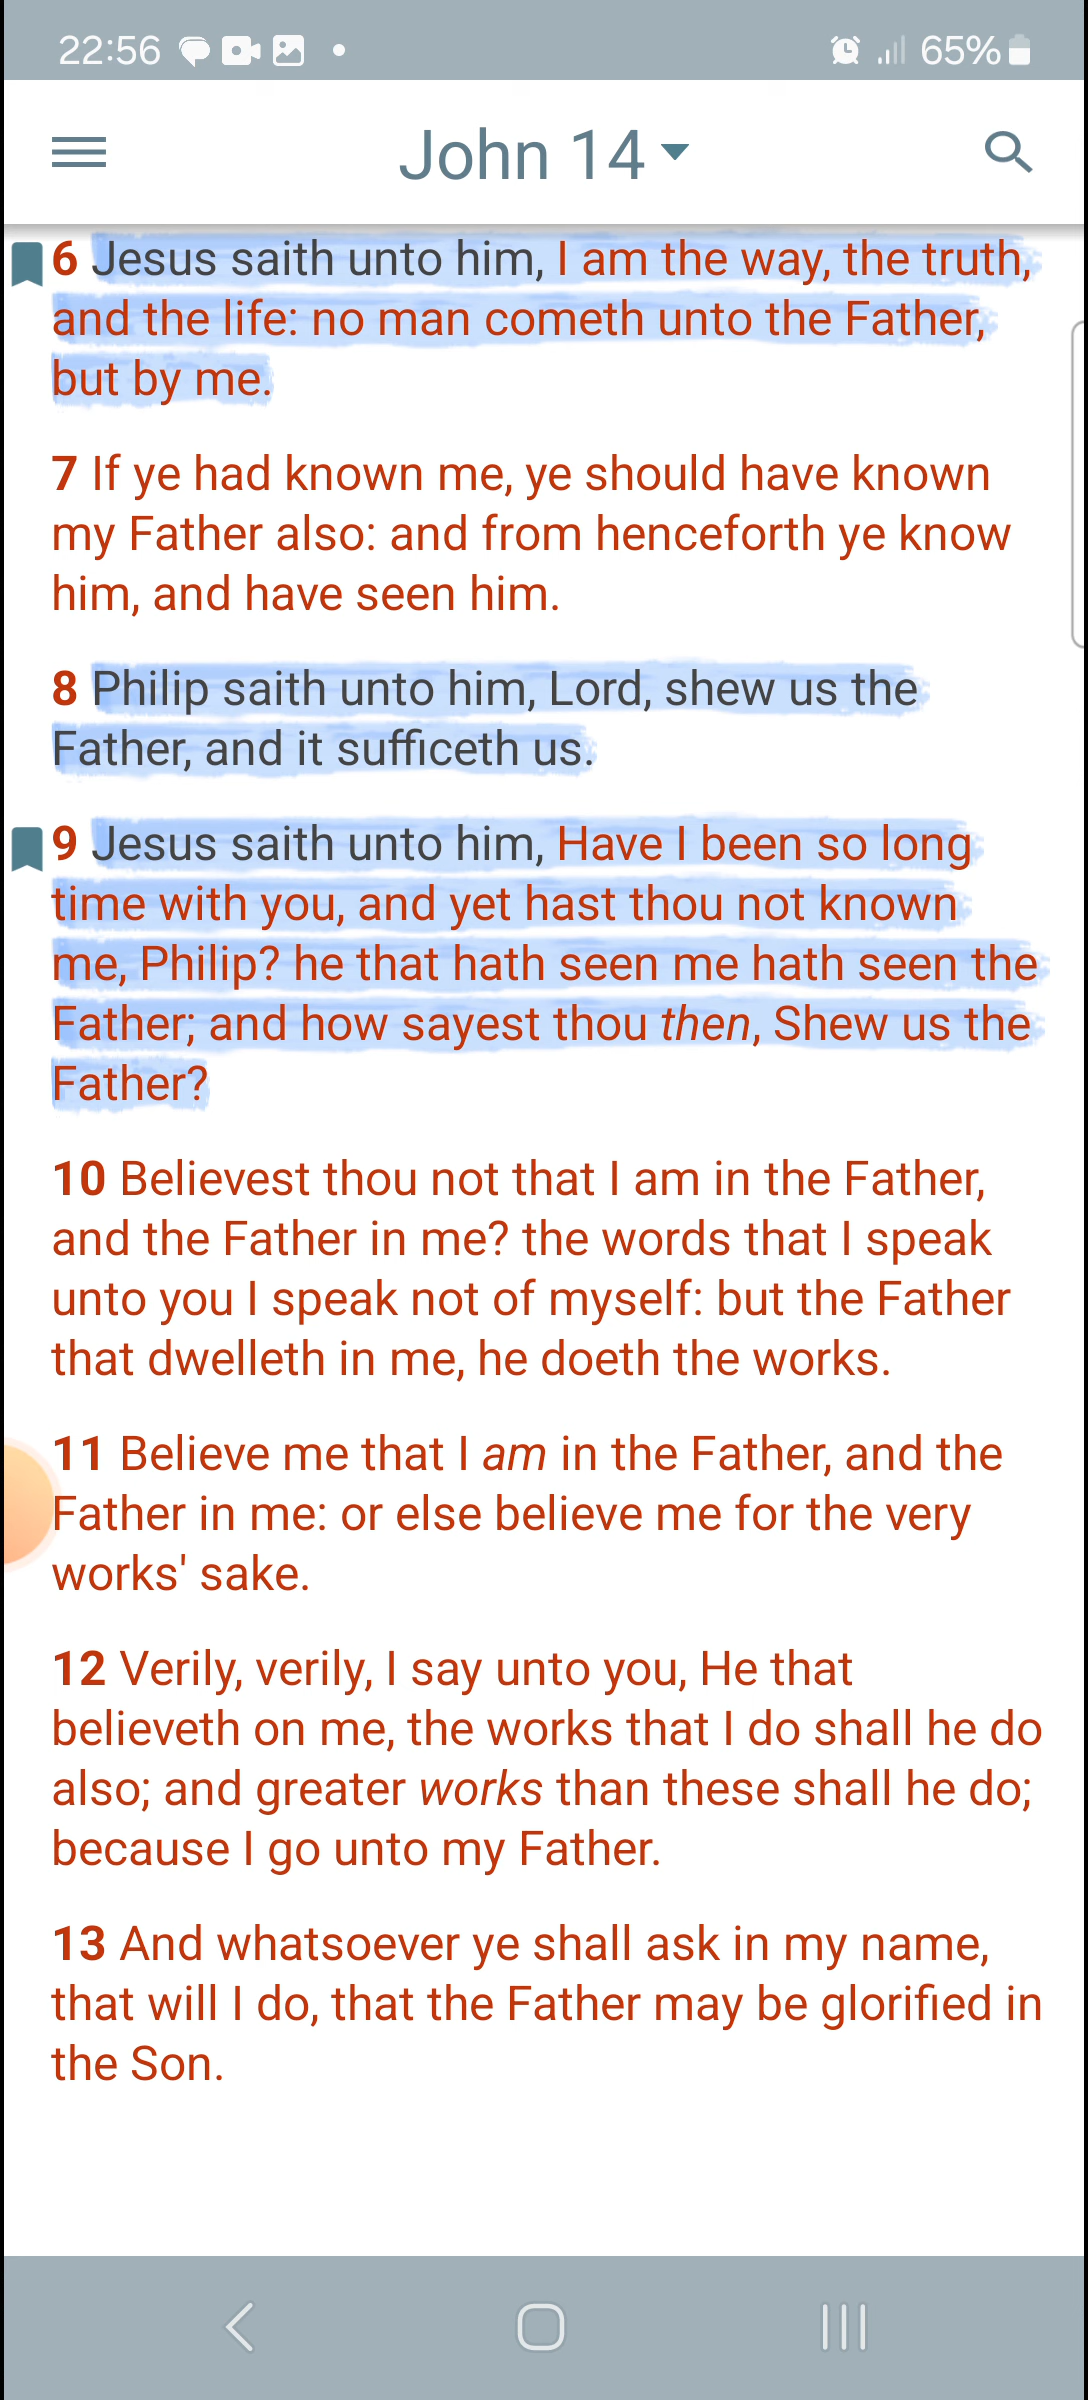 22:56
65%
John 14
6 Jesus saith unto him, I am the way, the truth,
and the life: no man cometh unto the Father,
but by me.
7 If ye had known me, ye should have known
my Father also: and from henceforth ye know
him, and have seen him.
8 Philip saith unto him, Lord, shew us the
Father, and it sufficeth us.
9 Jesus saith unto him, Have I been so long
time with you, and yet hast thou not known
me, Philip? he that hath seen me hath seen the
Father; and how sayest thou then, Shew us the
Father?
10 Believest thou not that I am in the Father,
and the Father in me? the words that I speak
unto you I speak not of myself: but the Father
that dwelleth in me, he doeth the works.
11 Believe me that I am in the Father, and the
Father in me: or else believe me for the very
works' sake.
12 Verily, verily, I say unto you, He that
believeth on me, the works that I do shall he do
also; and greater works than these shall he do;
because I go unto my Father.
13 And whatsoever ye shall ask in my name,
that will I do, that the Father may be glorified in
the Son.